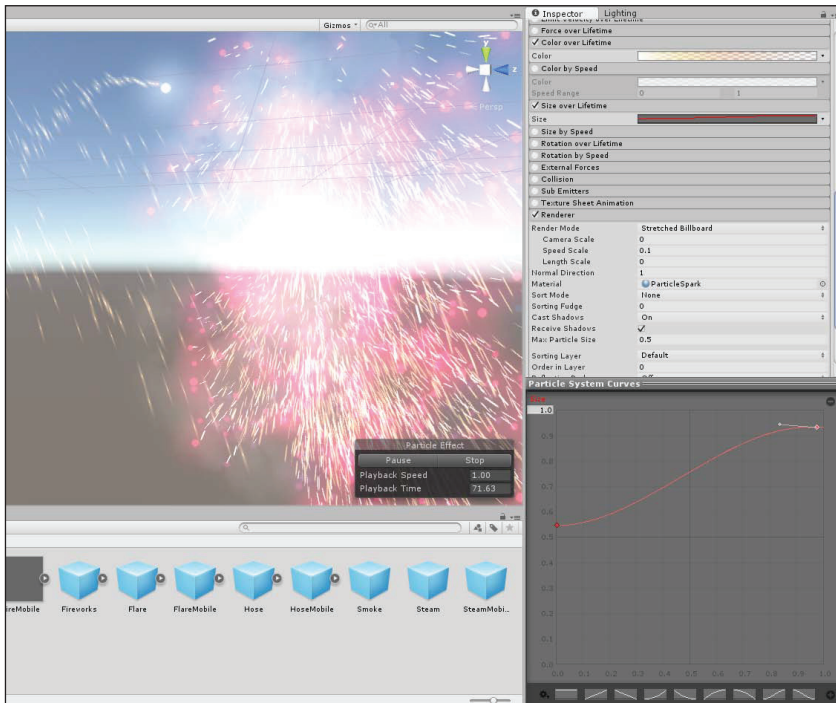 Gizmos
All
y
z
Persp
Particle Effect
Pause Stop
Playback Speed 1.00
Playback Time 71.63
ireMobile Fireworks Flare FlareMobile Hose HoseMobile Smoke Steam SteamMobi..
Inspector Lighting
Limit Velocity over Lifetime
Force over Lifetime
✓ Color over Lifetime
Color
Color by Speed
Color
Speed Range 0 1
✓ Size over Lifetime
Size
Size by Speed
Rotation over Lifetime
Rotation by Speed
External Forces
Collision
Sub Emitters
Texture Sheet Animation
✓ Renderer
Render Mode Stretched Billboard
Camera Scale 0
Speed Scale 0.1
Length Scale 0
Normal Direction 1
Material ParticleSpark
Sort Mode None
Sorting Fudge 0
Cast Shadows On
Receive Shadows ✓
Max Particle Size 0.5
Sorting Layer Default
Order in Layer 0
Particle System Curves
Size
1.0
0.9
0.8
0.7
0.6
0.5
0.4
0.3
0.2
0.1
0.0
0.0 0.1 0.2 0.3 0.4 0.5 0.6 0.7 0.8 0.9 1.0